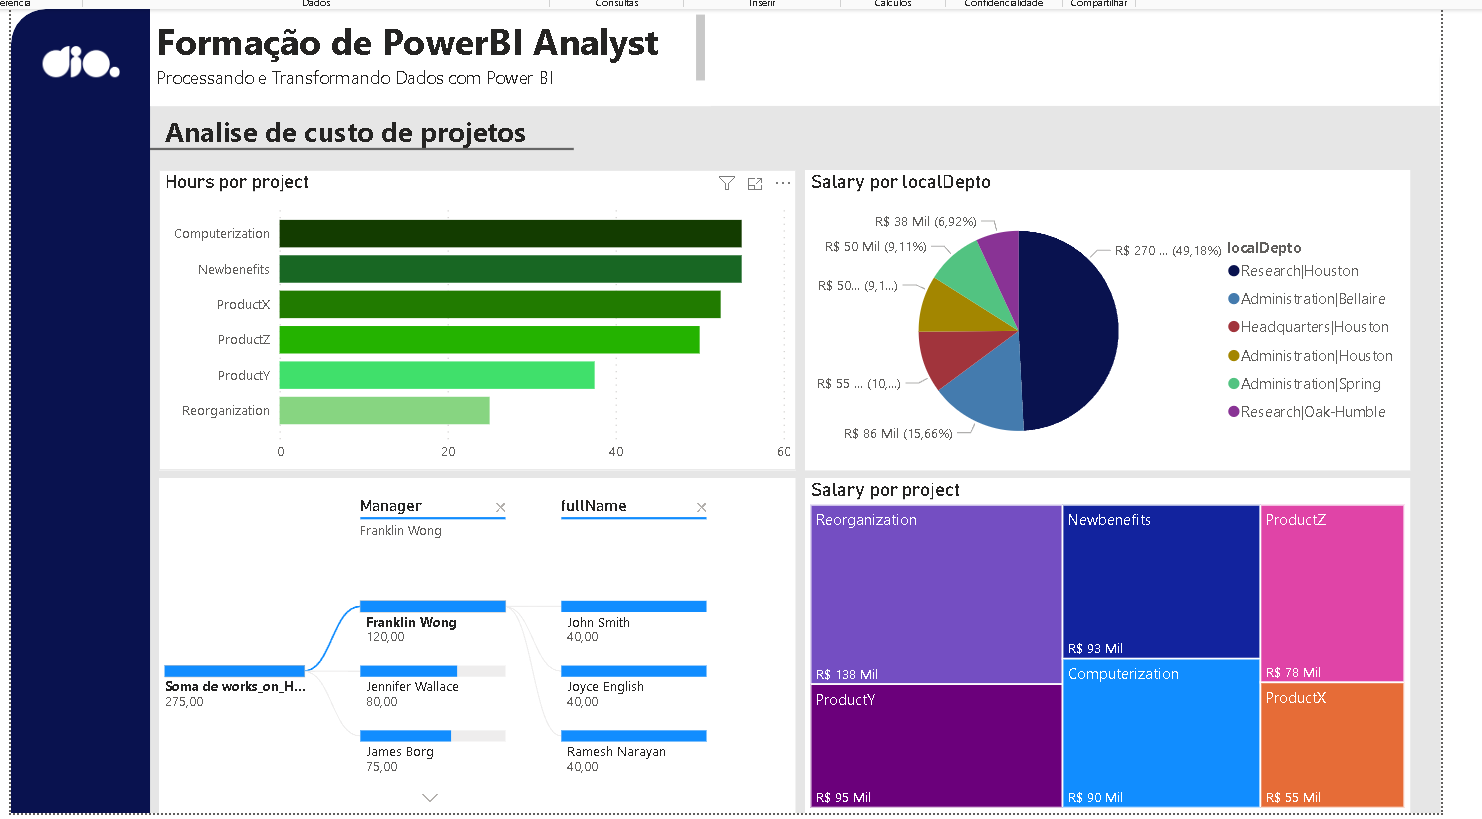 Dados
Consultas
Inserir
Cálculos
Confidencialidade
Compartilhar
dio.
Formação de PowerBI Analyst
Processando e Transformando Dados com Power BI
Analise de custo de projetos
Hours por project
Computerization
Newbenefits
ProductX
ProductZ
ProductY
Reorganization
0 20 40 60
Salary por localDepto
R$ 38 Mil (6,92%)
R$ 50 Mil (9,11%)
R$ 50... (9,1...)
R$ 55 ... (10,...)
R$ 86 Mil (15,66%)
R$ 270 ... (49,18%)
localDepto
Research|Houston
Administration|Bellaire
Headquarters|Houston
Administration|Houston
Administration|Spring
Research|Oak-Humble
Manager
Franklin Wong
fullName
Soma de works_on_H...
275,00
Franklin Wong
120,00
Jennifer Wallace
80,00
James Borg
75,00
John Smith
40,00
Joyce English
40,00
Ramesh Narayan
40,00
Salary por project
Reorganization
R$ 138 Mil
ProductY
R$ 95 Mil
Newbenefits
R$ 93 Mil
Computerization
R$ 90 Mil
ProductZ
R$ 78 Mil
ProductX
R$ 55 Mil